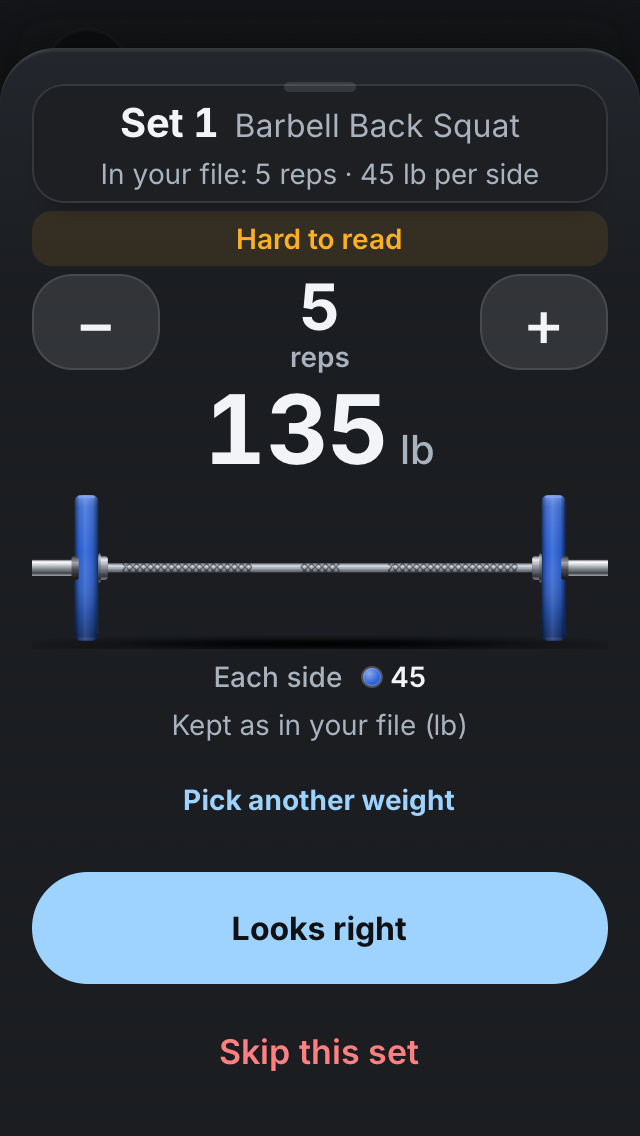 Set 1 Barbell Back Squat
In your file: 5 reps · 45 lb per side
Hard to read
− 5 +
reps
135 lb
Each side 45
Kept as in your file (lb)
Pick another weight
Looks right
Skip this set